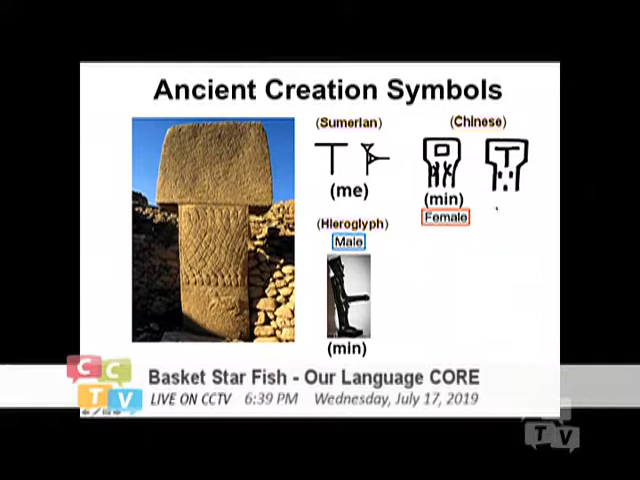 Ancient Creation Symbols
(Sumerian)
(Chinese)
(me)
(min)
Female
(Hieroglyph)
Male
(min)
Basket Star Fish - Our Language CORE
LIVE ON CCTV 6:39 PM Wednesday, July 17, 2019
CCTV
TV